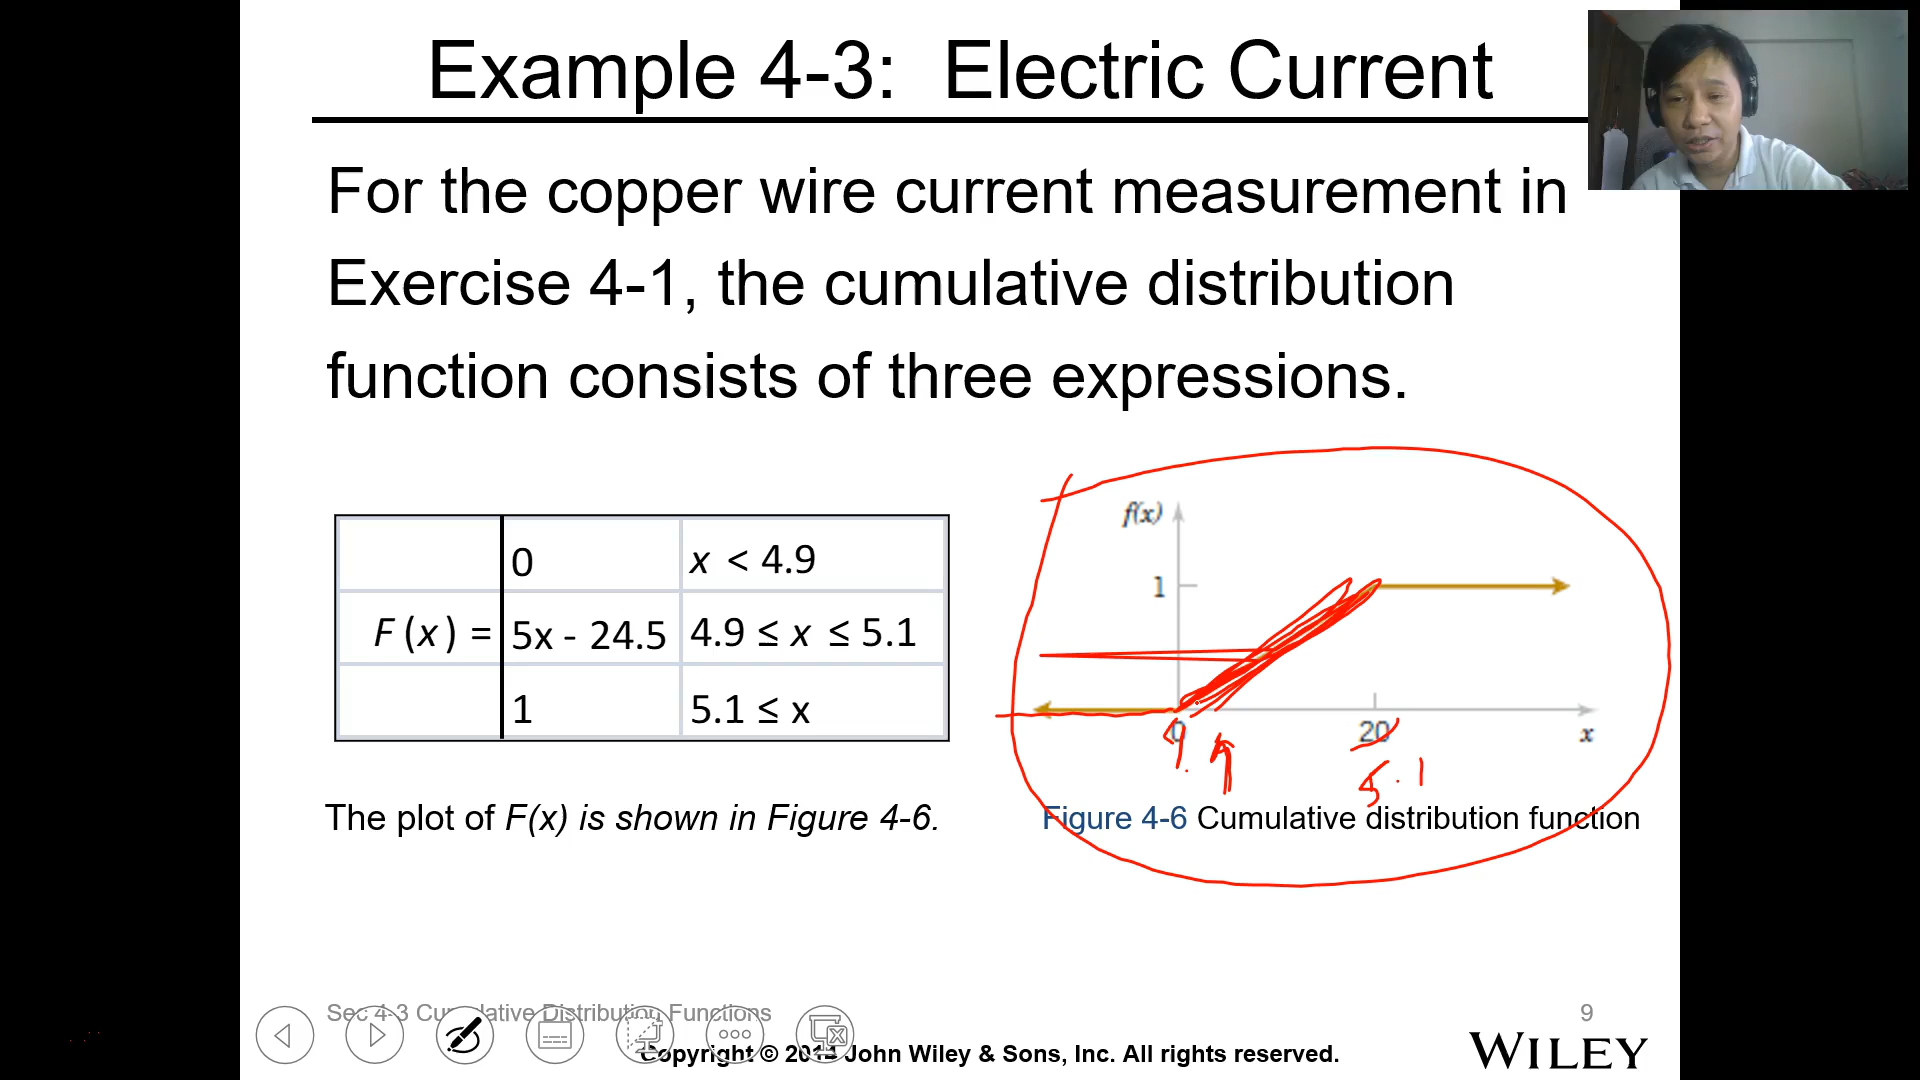 Example 4-3: Electric Current
For the copper wire current measurement in
Exercise 4-1, the cumulative distribution
function consists of three expressions.
0 x < 4.9
F (x) = 5x - 24.5 4.9 ≤ x ≤ 5.1
1 5.1 ≤ x
f(x)
1
0 20 x
4.9 5.1
The plot of F(x) is shown in Figure 4-6.
Figure 4-6 Cumulative distribution function
Sec 4-3 Cumulative Distribution Functions 9
Copyright © 2014 John Wiley & Sons, Inc. All rights reserved.
WILEY